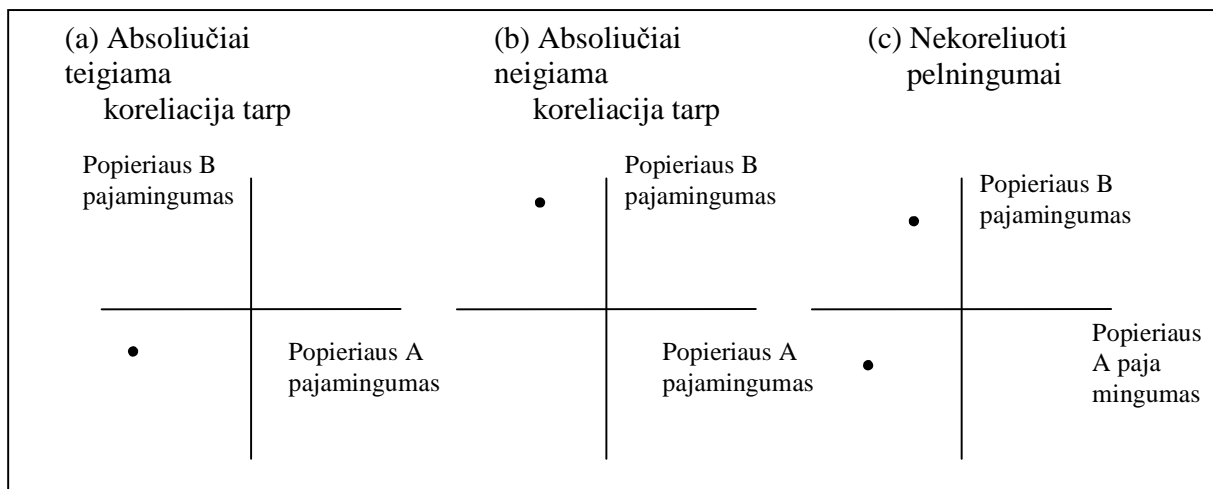 (a) Absoliučiai
teigiama
koreliacija tarp
Popieriaus B
pajamingumas
Popieriaus A
pajamingumas
(b) Absoliučiai
neigiama
koreliacija tarp
Popieriaus B
pajamingumas
Popieriaus A
pajamingumas
(c) Nekoreliuoti
pelningumai
Popieriaus B
pajamingumas
Popieriaus
A paja
mingumas